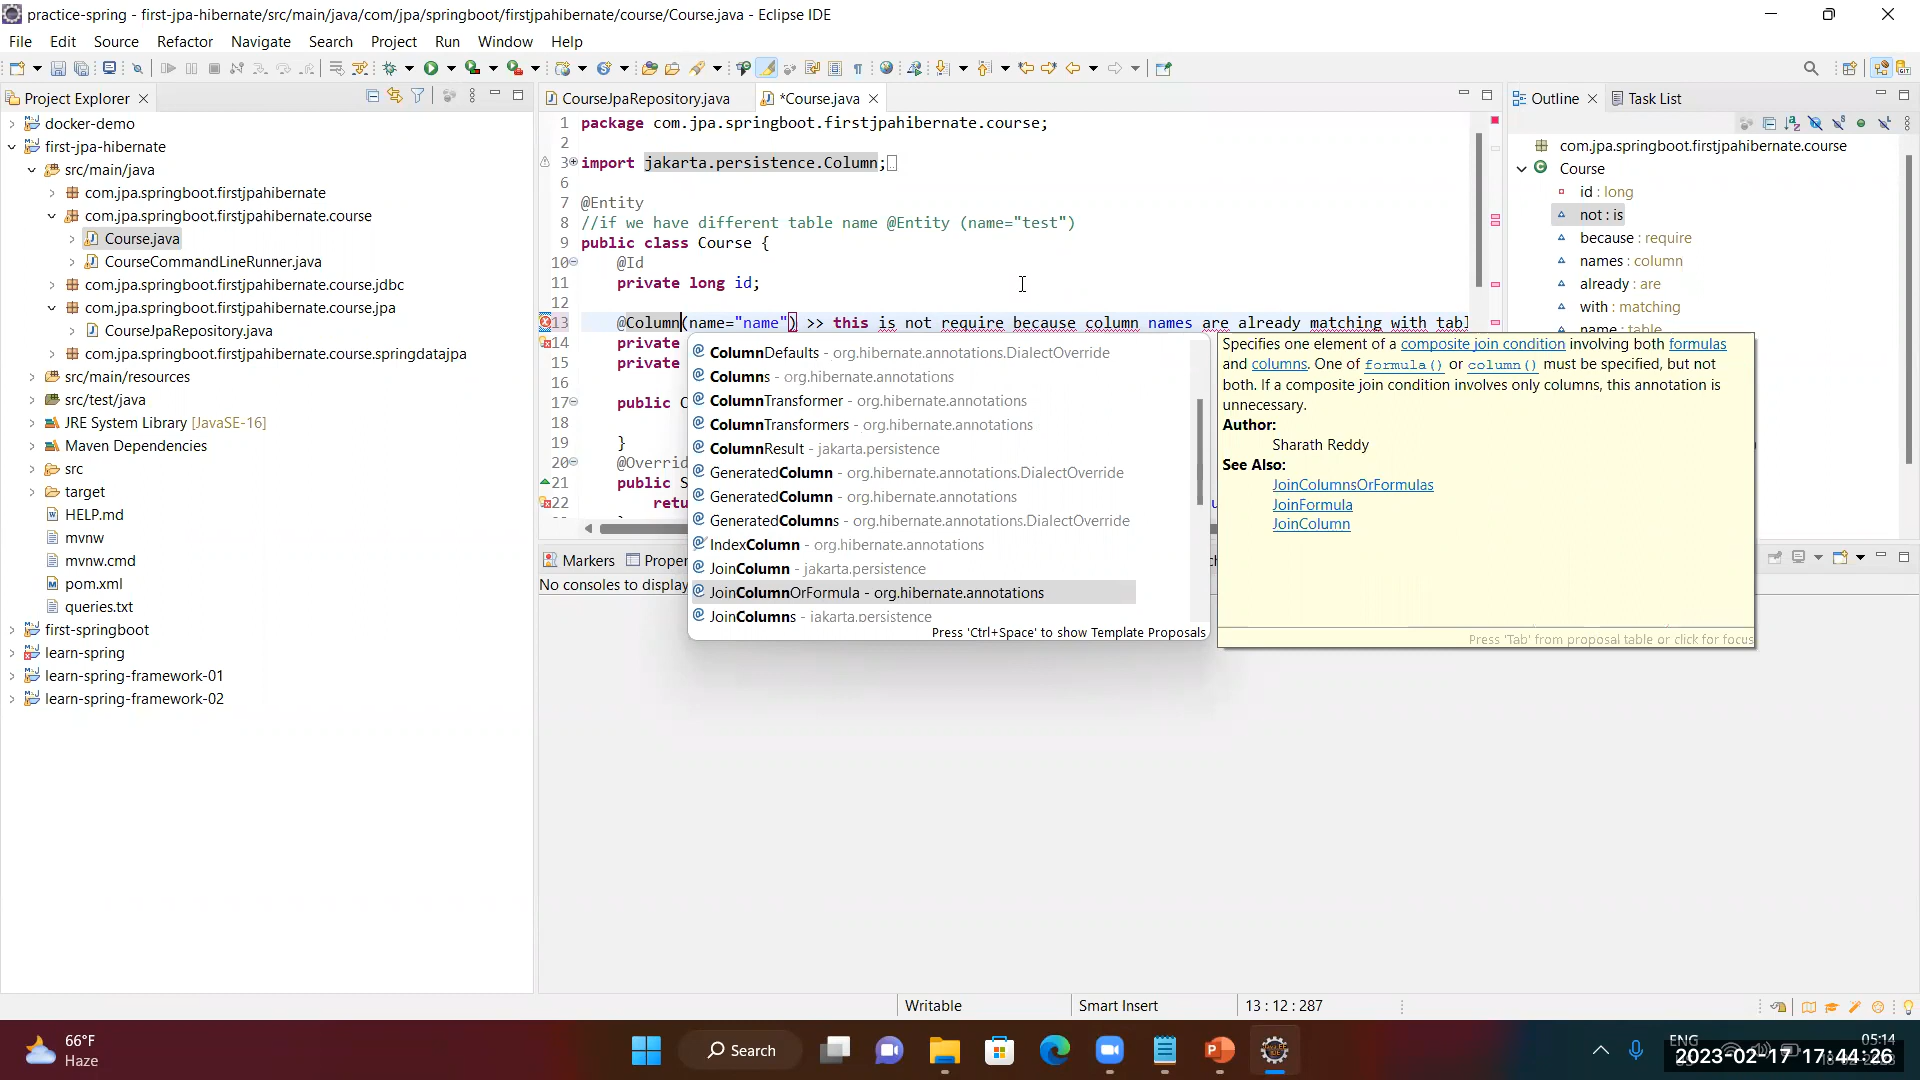 practice-spring - first-jpa-hibernate/src/main/java/com/jpa/springboot/firstjpahibernate/course/Course.java - Eclipse IDE
File Edit Source Refactor Navigate Search Project Run Window Help
Project Explorer
docker-demo
first-jpa-hibernate
src/main/java
com.jpa.springboot.firstjpahibernate
com.jpa.springboot.firstjpahibernate.course
Course.java
CourseCommandLineRunner.java
com.jpa.springboot.firstjpahibernate.course.jdbc
com.jpa.springboot.firstjpahibernate.course.jpa
CourseJpaRepository.java
com.jpa.springboot.firstjpahibernate.course.springdatajpa
src/main/resources
src/test/java
JRE System Library [JavaSE-16]
Maven Dependencies
src
target
HELP.md
mvnw
mvnw.cmd
pom.xml
queries.txt
first-springboot
learn-spring
learn-spring-framework-01
learn-spring-framework-02
CourseJpaRepository.java *Course.java
1 package com.jpa.springboot.firstjpahibernate.course;
2
3 import jakarta.persistence.Column;
6
7 @Entity
8 //if we have different table name @Entity (name="test")
9 public class Course {
10 @Id
11 private long id;
12
13 @Column(name="name") >> this is not require because column names are already matching with tabl
14 private
15 private
16
17 public C
18
19 }
20 @Overrid
21 public S
22 retu
ColumnDefaults - org.hibernate.annotations.DialectOverride
Columns - org.hibernate.annotations
ColumnTransformer - org.hibernate.annotations
ColumnTransformers - org.hibernate.annotations
ColumnResult - jakarta.persistence
GeneratedColumn - org.hibernate.annotations.DialectOverride
GeneratedColumn - org.hibernate.annotations
GeneratedColumns - org.hibernate.annotations.DialectOverride
IndexColumn - org.hibernate.annotations
JoinColumn - jakarta.persistence
JoinColumnOrFormula - org.hibernate.annotations
JoinColumns - jakarta.persistence
Press 'Ctrl+Space' to show Template Proposals
Specifies one element of a composite join condition involving both formulas
and columns. One of formula() or column() must be specified, but not
both. If a composite join condition involves only columns, this annotation is
unnecessary.
Author:
Sharath Reddy
See Also:
JoinColumnsOrFormulas
JoinFormula
JoinColumn
Press 'Tab' from proposal table or click for focus
Outline Task List
com.jpa.springboot.firstjpahibernate.course
Course
id : long
not : is
because : require
names : column
already : are
with : matching
name : table
Markers Proper
No consoles to display
Writable Smart Insert 13 : 12 : 287
66°F
Haze
Search
ENG
05:14
2023-02-17 17:44:26